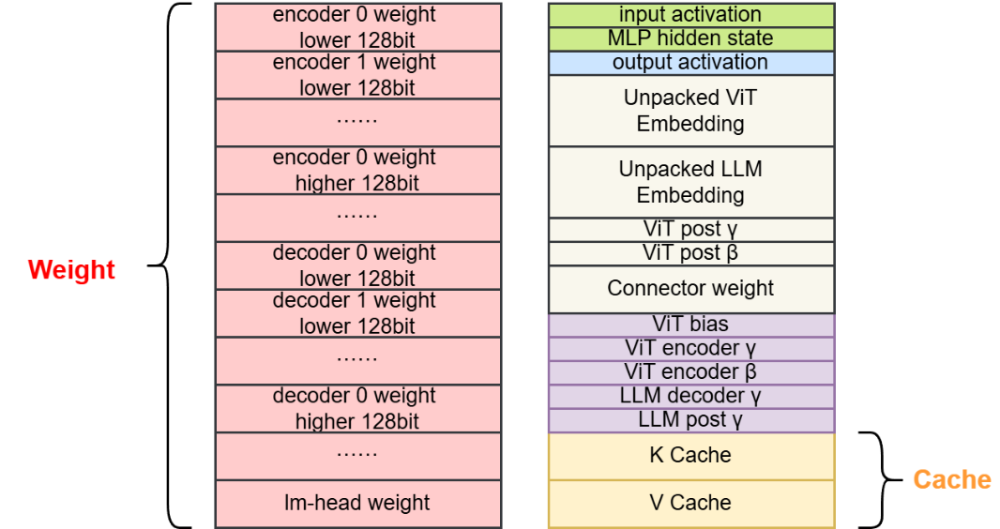 Weight
encoder 0 weight
lower 128bit
encoder 1 weight
lower 128bit
......
encoder 0 weight
higher 128bit
......
decoder 0 weight
lower 128bit
decoder 1 weight
lower 128bit
......
decoder 0 weight
higher 128bit
......
lm-head weight
input activation
MLP hidden state
output activation
Unpacked ViT
Embedding
Unpacked LLM
Embedding
ViT post γ
ViT post β
Connector weight
ViT bias
ViT encoder γ
ViT encoder β
LLM decoder γ
LLM post γ
K Cache
V Cache
Cache